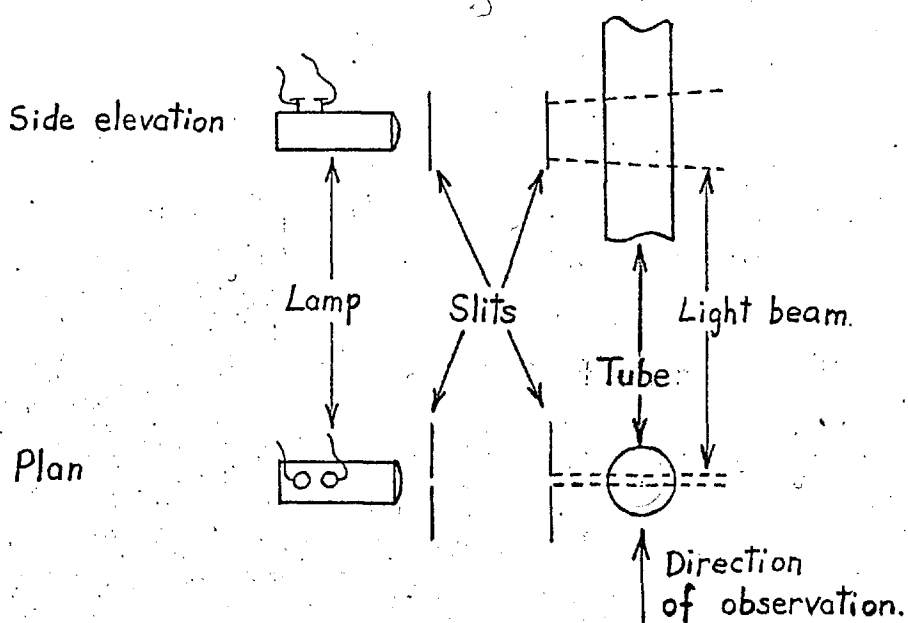 Side elevation
Lamp
Slits
Light beam.
Tube
Plan
Direction
of observation.